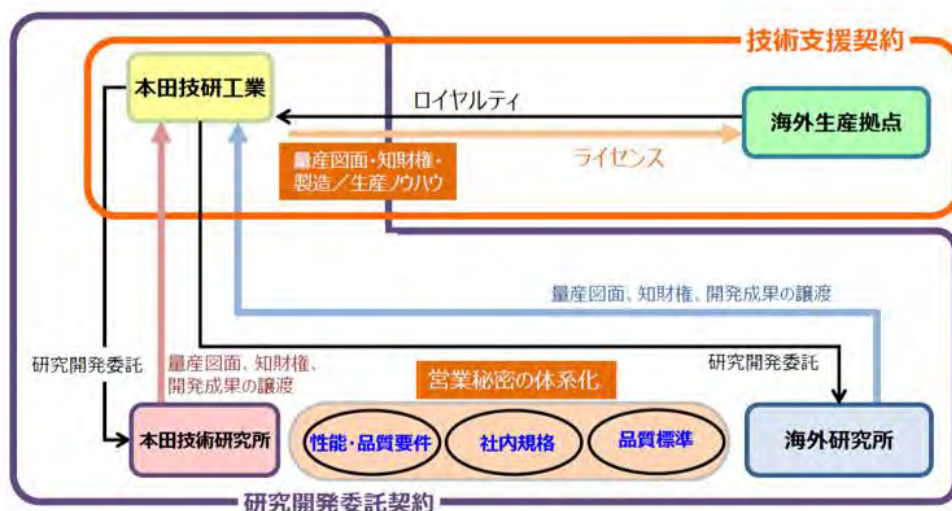 技術支援契約
本田技研工業
ロイヤルティ
海外生産拠点
ライセンス
量産図面・知財権・
製造／生産ノウハウ
量産図面、知財権、開発成果の譲渡
研究開発委託
量産図面、知財権、
開発成果の譲渡
研究開発委託
営業秘密の体系化
本田技術研究所
性能・品質要件
社内規格
品質標準
海外研究所
研究開発委託契約